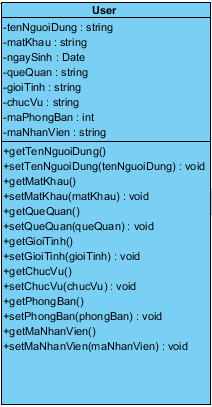 User
-tenNguoiDung : string
-matKhau : string
-ngaySinh : Date
-queQuan : string
-gioiTinh : string
-chucVu : string
-maPhongBan : int
-maNhanVien : string
+getTenNguoiDung()
+setTenNguoiDung(tenNguoiDung) : void
+getMatKhau()
+setMatKhau(matKhau) : void
+getQueQuan()
+setQueQuan(queQuan) : void
+getGioiTinh()
+setGioiTinh(gioiTinh) : void
+getChucVu()
+setChucVu(chucVu) : void
+getPhongBan()
+setPhongBan(phongBan) : void
+getMaNhanVien()
+setMaNhanVien(maNhanVien) : void